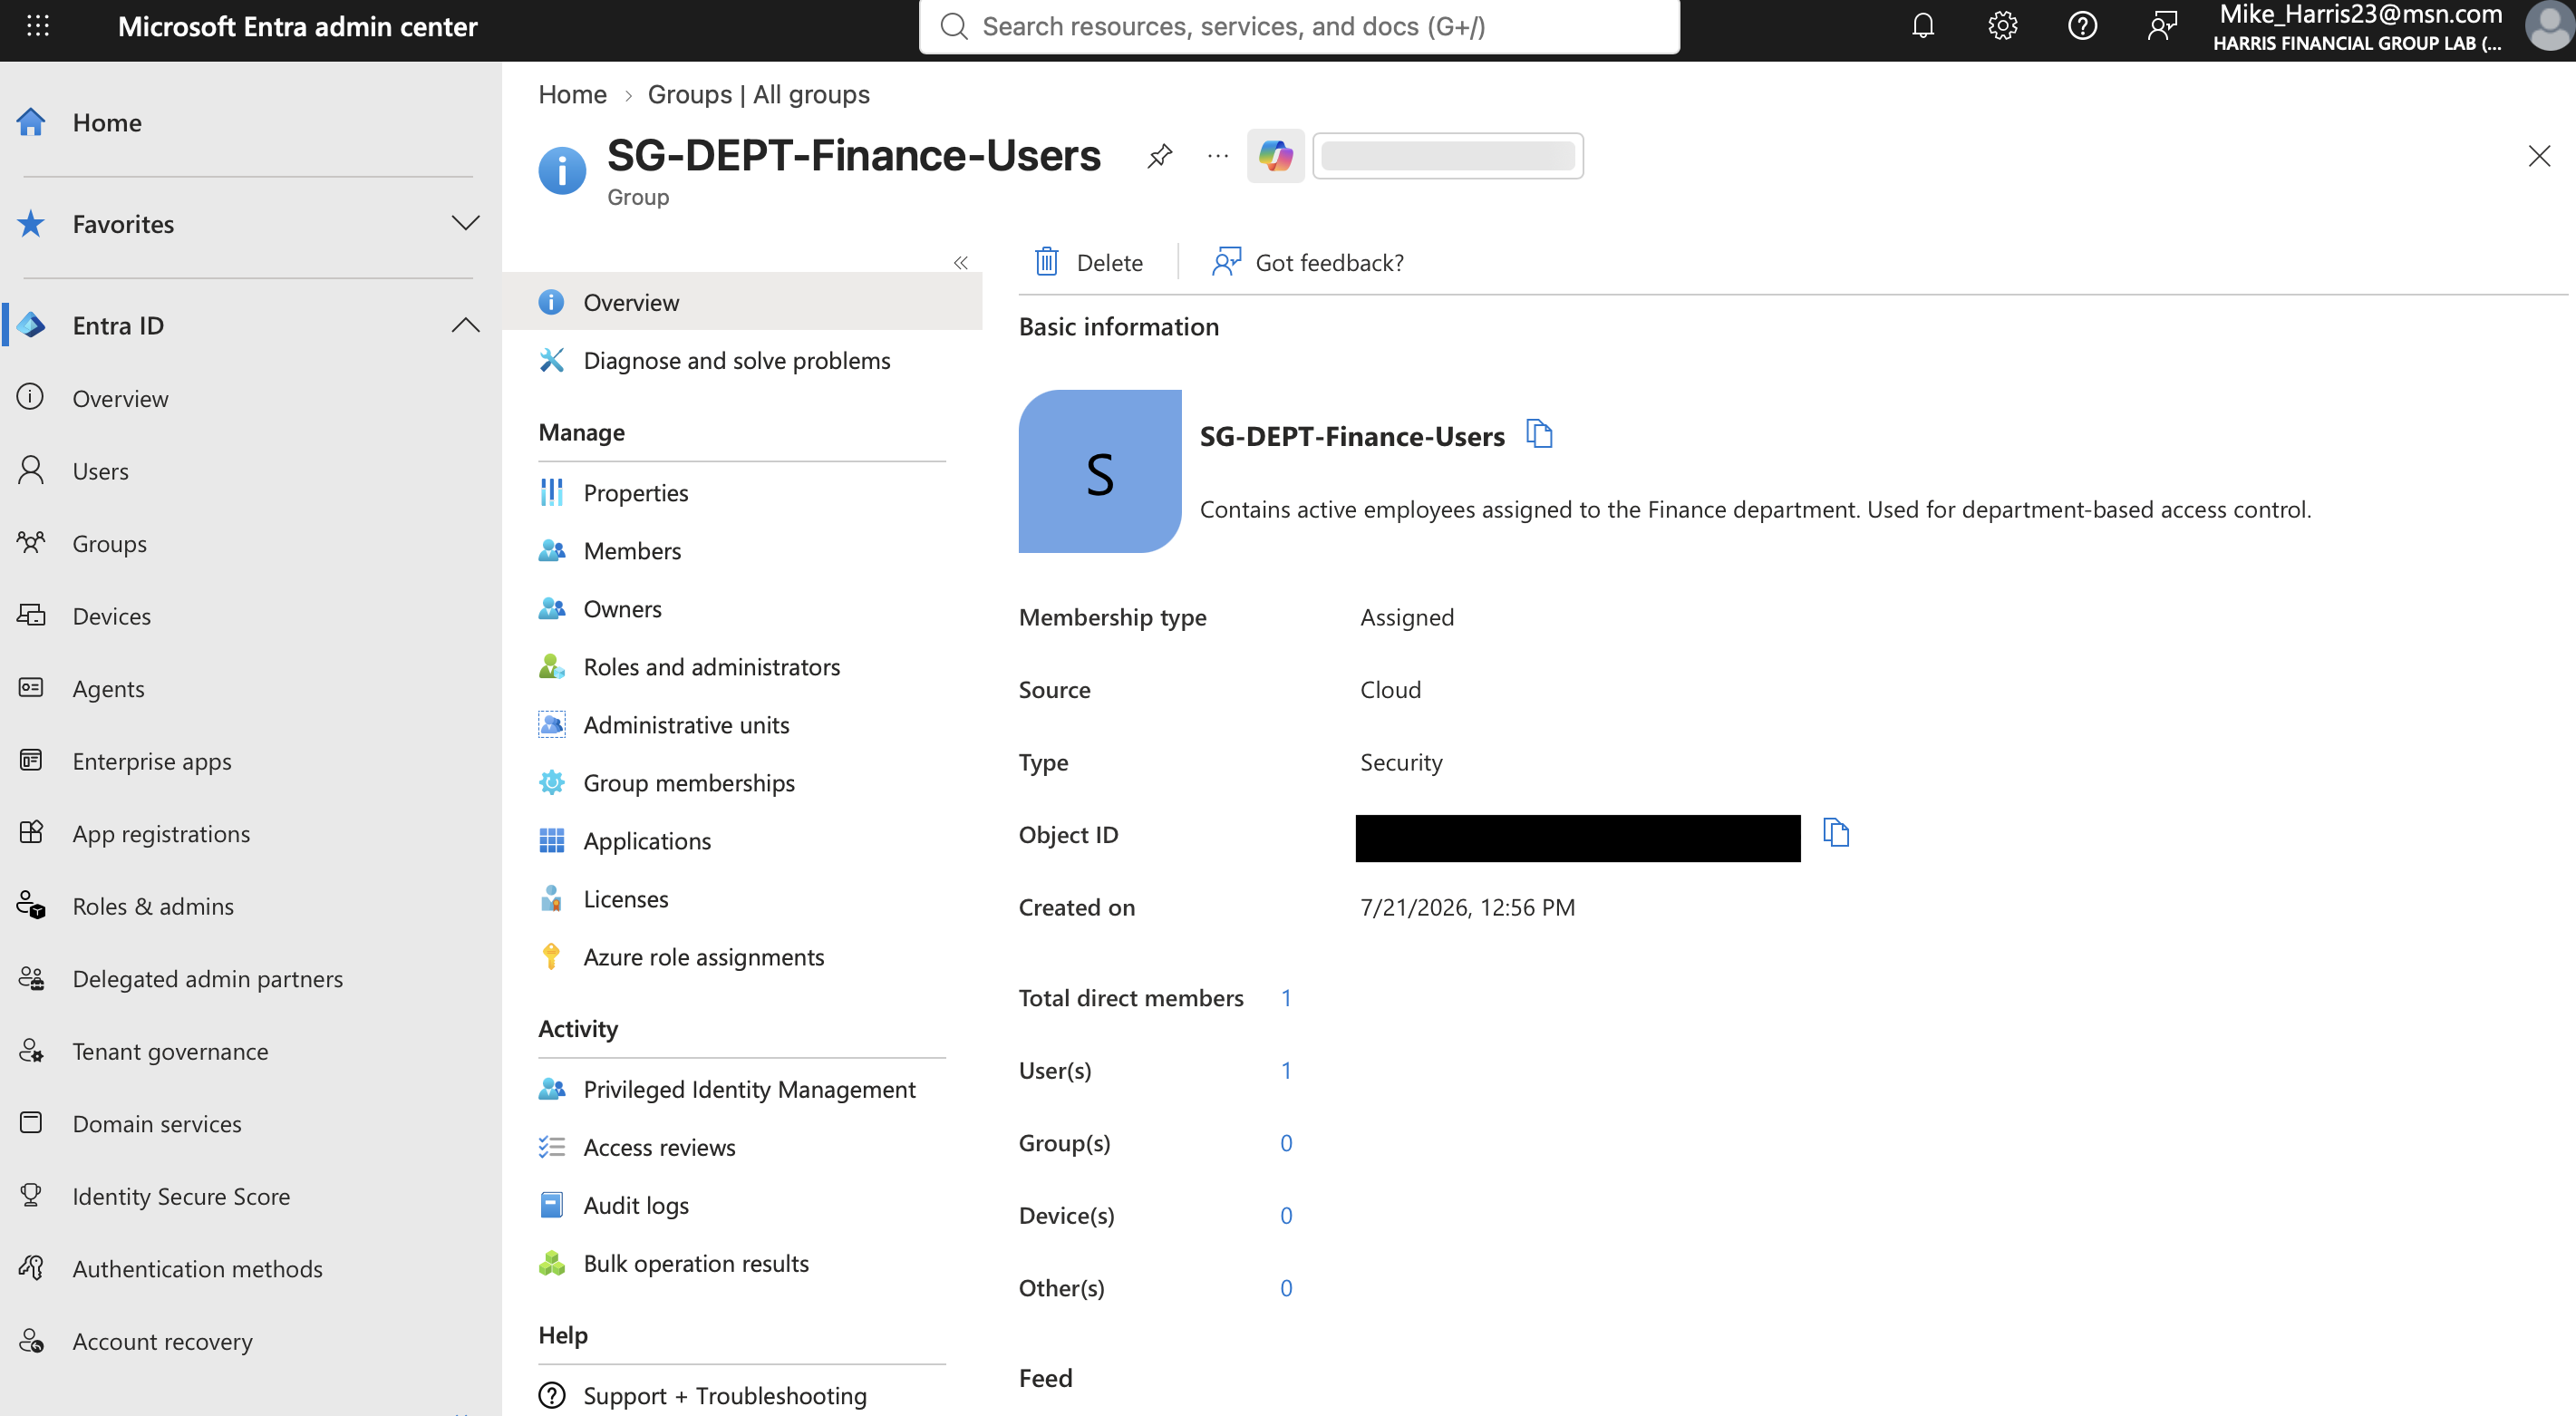 Microsoft Entra admin center
Search resources, services, and docs (G+/)
Mike_Harris23@msn.com
HARRIS FINANCIAL GROUP LAB (...
Home
Favorites
Entra ID
Overview
Users
Groups
Devices
Agents
Enterprise apps
App registrations
Roles & admins
Delegated admin partners
Tenant governance
Domain services
Identity Secure Score
Authentication methods
Account recovery
Home > Groups | All groups
SG-DEPT-Finance-Users
Group
Overview
Diagnose and solve problems
Manage
Properties
Members
Owners
Roles and administrators
Administrative units
Group memberships
Applications
Licenses
Azure role assignments
Activity
Privileged Identity Management
Access reviews
Audit logs
Bulk operation results
Help
Support + Troubleshooting
Delete
Got feedback?
Basic information
S
SG-DEPT-Finance-Users
Contains active employees assigned to the Finance department. Used for department-based access control.
Membership type Assigned
Source Cloud
Type Security
Object ID
Created on 7/21/2026, 12:56 PM
Total direct members 1
User(s) 1
Group(s) 0
Device(s) 0
Other(s) 0
Feed